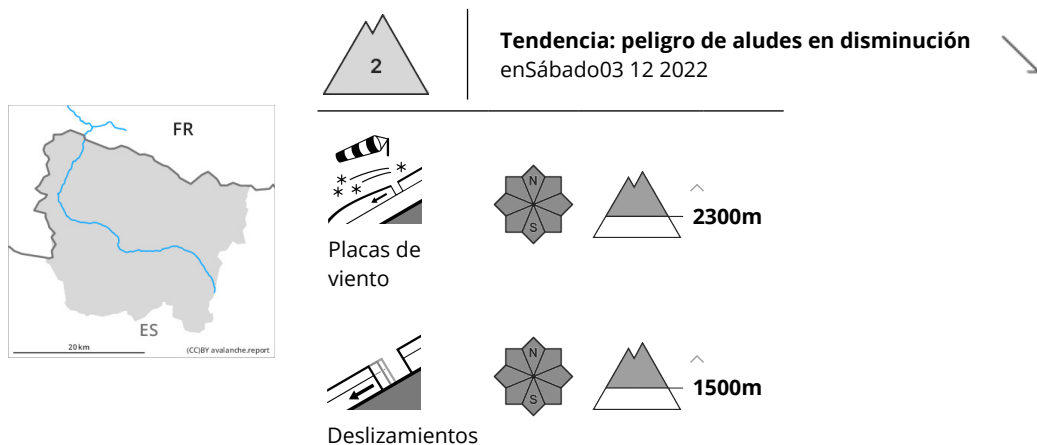 2
Tendencia: peligro de aludes en disminución
enSábado03 12 2022
FR
ES
20 km
(CC)BY avalanche.report
N
S
2300m
Placas de
viento
N
S
1500m
Deslizamientos